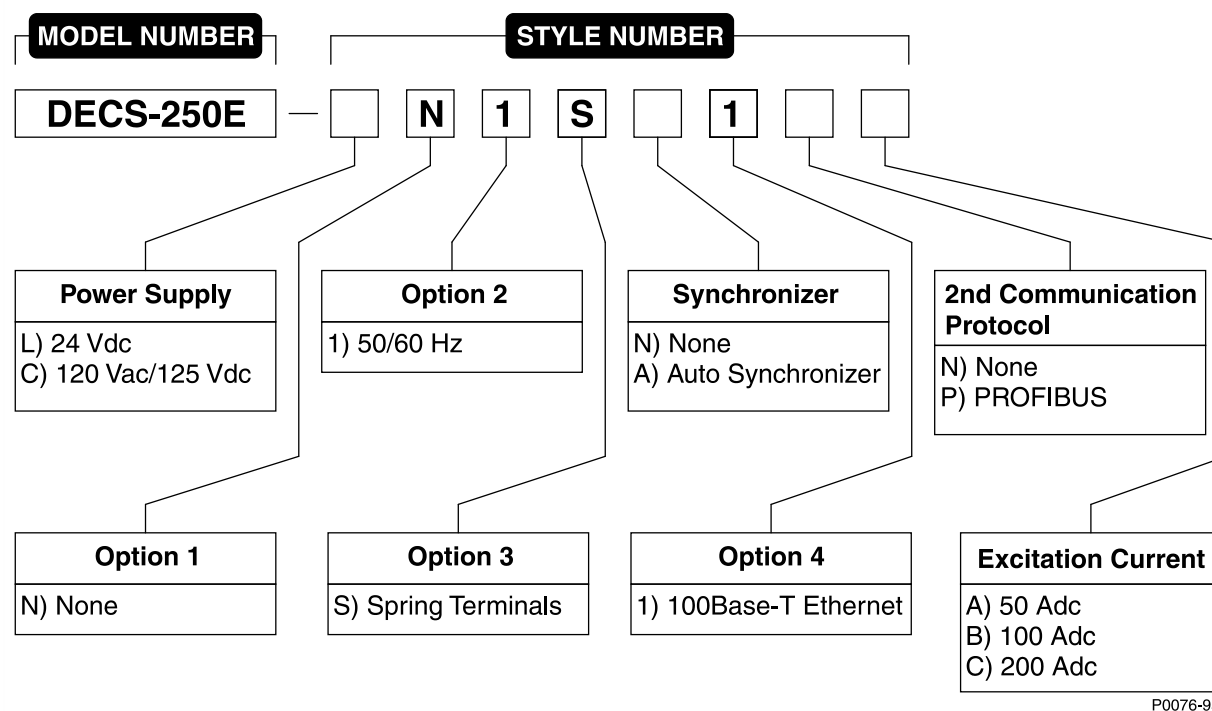 MODEL NUMBER
STYLE NUMBER
DECS-250E — N 1 S 1
Power Supply
L) 24 Vdc
C) 120 Vac/125 Vdc
Option 2
1) 50/60 Hz
Synchronizer
N) None
A) Auto Synchronizer
2nd Communication
Protocol
N) None
P) PROFIBUS
Option 1
N) None
Option 3
S) Spring Terminals
Option 4
1) 100Base-T Ethernet
Excitation Current
A) 50 Adc
B) 100 Adc
C) 200 Adc
P0076-9